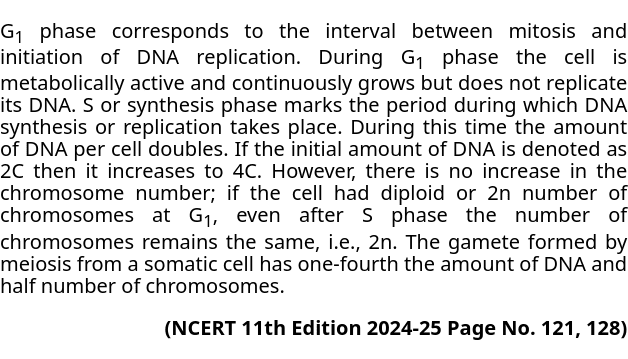 G₁ phase corresponds to the interval between mitosis and
initiation of DNA replication. During G₁ phase the cell is
metabolically active and continuously grows but does not replicate
its DNA. S or synthesis phase marks the period during which DNA
synthesis or replication takes place. During this time the amount
of DNA per cell doubles. If the initial amount of DNA is denoted as
2C then it increases to 4C. However, there is no increase in the
chromosome number; if the cell had diploid or 2n number of
chromosomes at G₁, even after S phase the number of
chromosomes remains the same, i.e., 2n. The gamete formed by
meiosis from a somatic cell has one-fourth the amount of DNA and
half number of chromosomes.
(NCERT 11th Edition 2024-25 Page No. 121, 128)